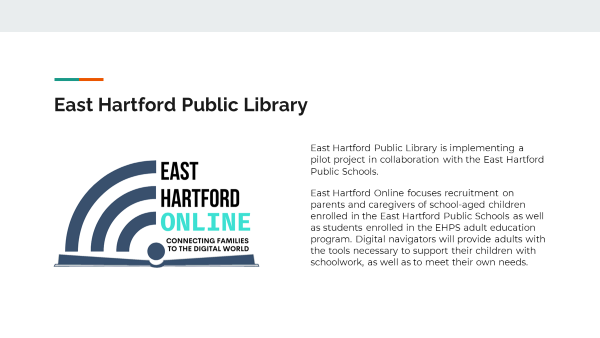 East Hartford Public Library
EAST
HARTFORD
ONLINE
CONNECTING FAMILIES
TO THE DIGITAL WORLD
East Hartford Public Library is implementing a
pilot project in collaboration with the East Hartford
Public Schools.
East Hartford Online focuses recruitment on
parents and caregivers of school-aged children
enrolled in the East Hartford Public Schools as well
as students enrolled in the EHPS adult education
program. Digital navigators will provide adults with
the tools necessary to support their children with
schoolwork, as well as to meet their own needs.